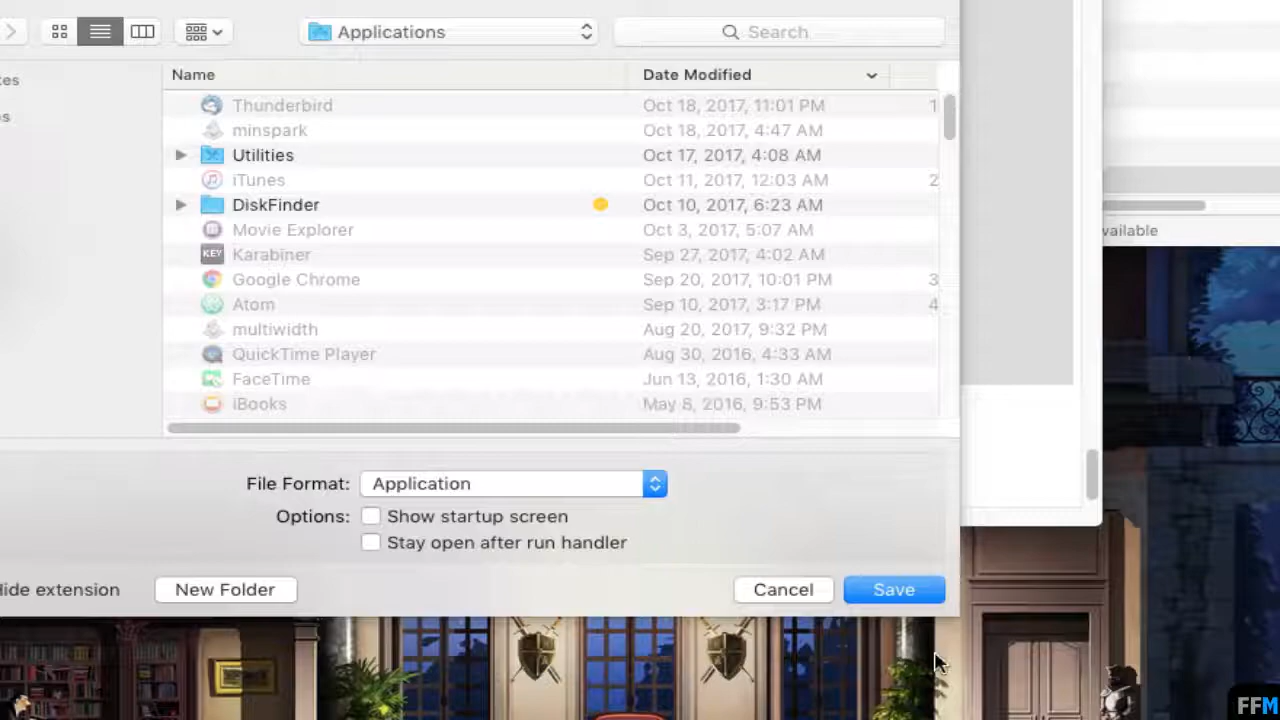 tes
s
Applications
Search
Name Date Modified
Thunderbird Oct 18, 2017, 11:01 PM 1
minspark Oct 18, 2017, 4:47 AM
Utilities Oct 17, 2017, 4:08 AM
iTunes Oct 11, 2017, 12:03 AM 2
DiskFinder Oct 10, 2017, 6:23 AM
Movie Explorer Oct 3, 2017, 5:07 AM
KEY Karabiner Sep 27, 2017, 4:02 AM
Google Chrome Sep 20, 2017, 10:01 PM 3
Atom Sep 10, 2017, 3:17 PM 4
multiwidth Aug 20, 2017, 9:32 PM
QuickTime Player Aug 30, 2016, 4:33 AM
FaceTime Jun 13, 2016, 1:30 AM
iBooks May 8, 2016, 9:53 PM
vailable
File Format: Application
Options: Show startup screen
Stay open after run handler
Hide extension New Folder Cancel Save
FFM